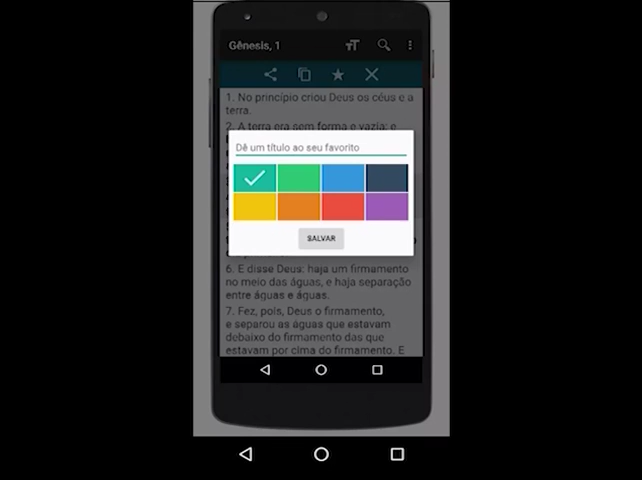 Gênesis, 1
1. No princípio criou Deus os céus e a
terra.
2. A terra era sem forma e vazia; e
Dê um título ao seu favorito
SALVAR
6. E disse Deus: haja um firmamento
no meio das águas, e haja separação
entre águas e águas.
7. Fez, pois, Deus o firmamento,
e separou as águas que estavam
debaixo do firmamento das que
estavam por cima do firmamento. E